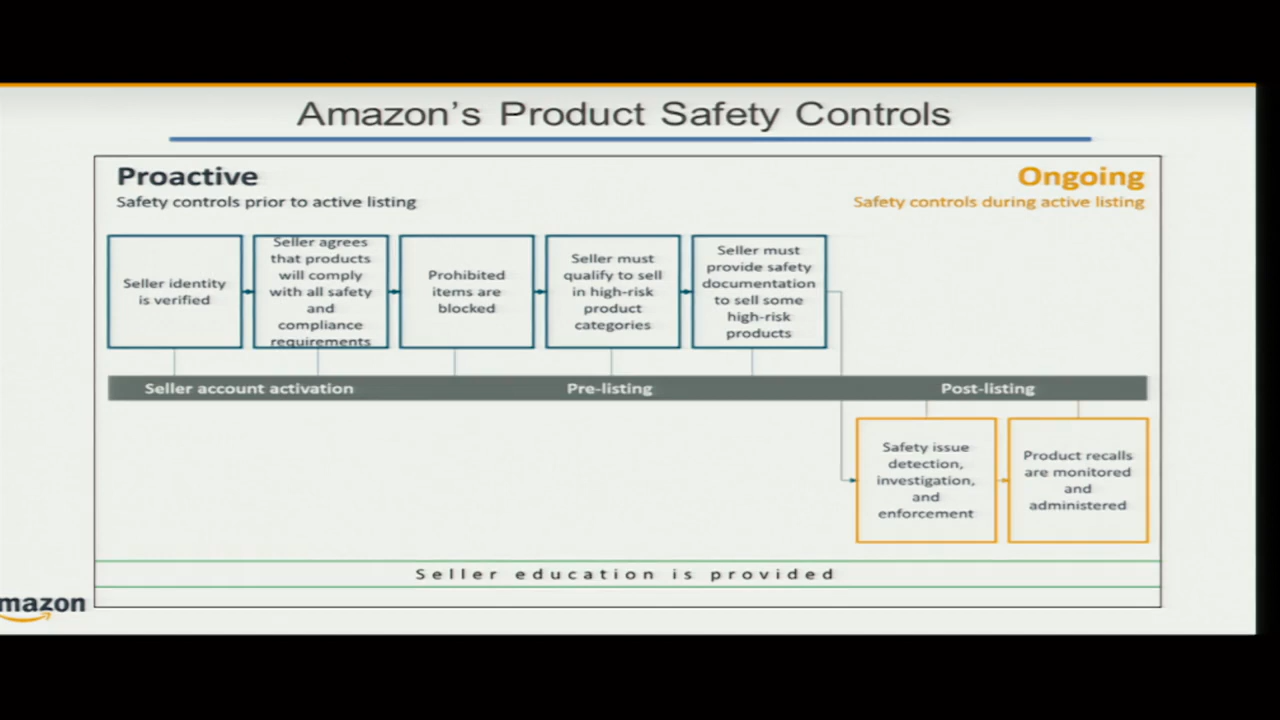 Amazon's Product Safety Controls
Proactive
Safety controls prior to active listing
Ongoing
Safety controls during active listing
Seller identity
is verified
Seller agrees
that products
will comply
with all safety
and
compliance
requirements
Prohibited
items are
blocked
Seller must
qualify to sell
in high-risk
product
categories
Seller must
provide safety
documentation
to sell some
high-risk
products
Seller account activation
Pre-listing
Post-listing
Safety issue
detection,
investigation,
and
enforcement
Product recalls
are monitored
and
administered
Seller education is provided
mazon